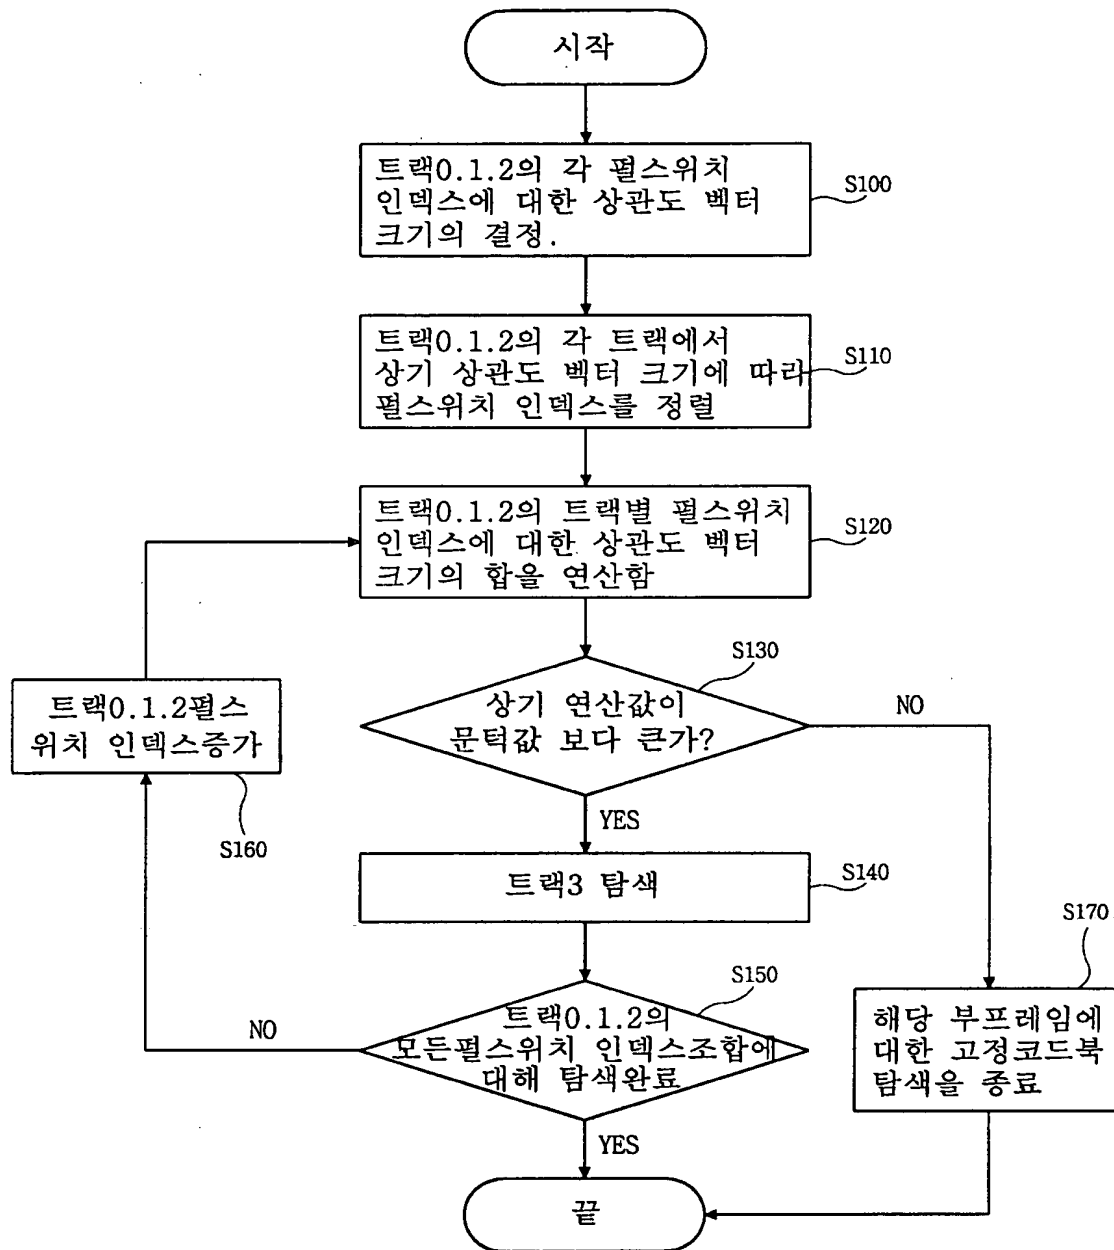 시작
트랙0.1.2의 각 펄스위치
인덱스에 대한 상관도 벡터
크기의 결정.
S100
트랙0.1.2의 각 트랙에서
상기 상관도 벡터 크기에 따라
펄스위치 인덱스를 정렬
S110
트랙0.1.2의 트랙별 펄스위치
인덱스에 대한 상관도 벡터
크기의 합을 연산함
S120
S130
상기 연산값이
문턱값 보다 큰가?
NO
YES
트랙0.1.2펄스
위치 인덱스증가
S160
트랙3 탐색
S140
S150
트랙0.1.2의
모든펄스위치 인덱스조합에
대해 탐색완료
NO
YES
S170
해당 부프레임에
대한 고정코드북
탐색을 종료
끝